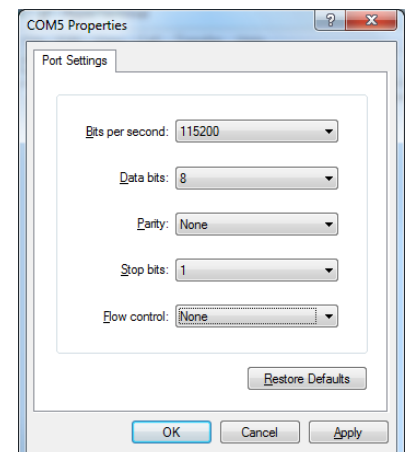 COM5 Properties
Port Settings
Bits per second: 115200
Data bits: 8
Parity: None
Stop bits: 1
Flow control: None
Restore Defaults
OK Cancel Apply